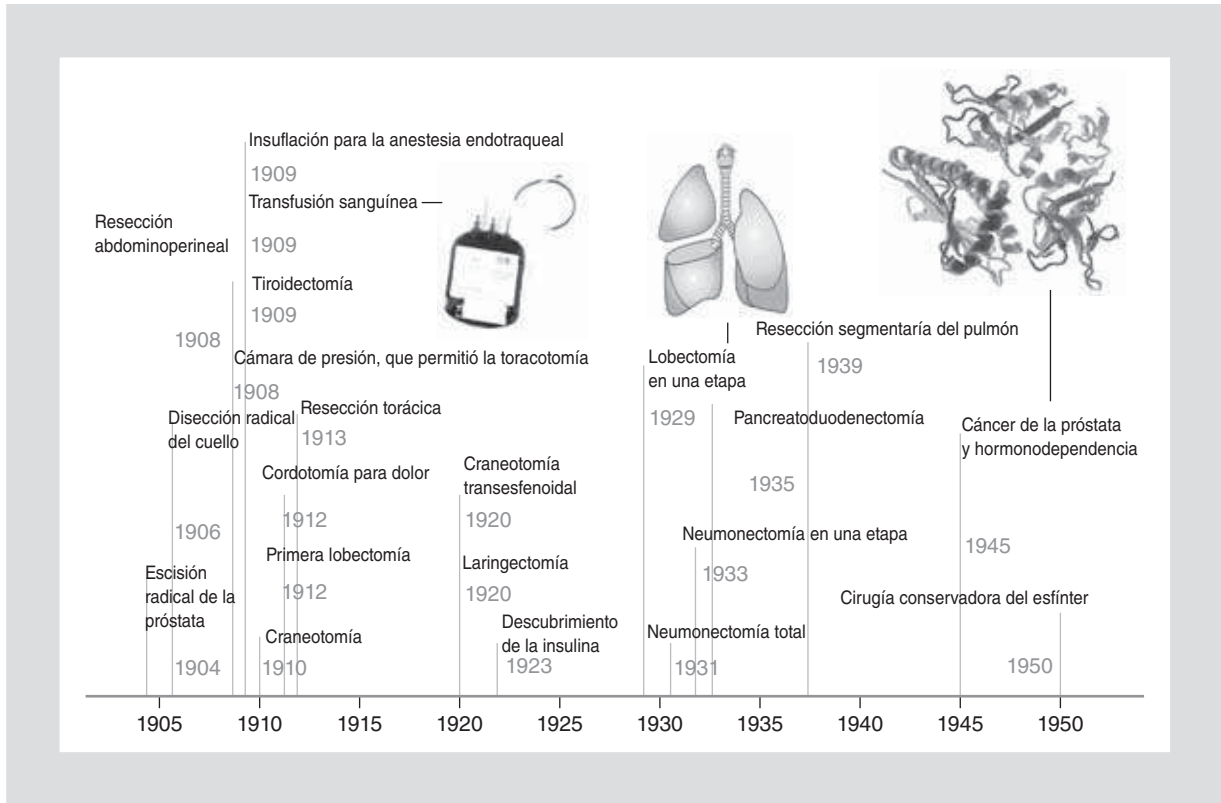 Insuflación para la anestesia endotraqueal
1909
Transfusión sanguínea
1909
Resección
abdominoperineal
1908
Tiroidectomía
1909
Cámara de presión, que permitió la toracotomía
1908
Disección radical
del cuello
1906
Resección torácica
1913
Cordotomía para dolor
1912
Primera lobectomía
1912
Escisión
radical de la
próstata
1904
Craneotomía
1910
Craneotomía
transesfenoidal
1920
Laringectomía
1920
Descubrimiento
de la insulina
1923
Lobectomía
en una etapa
1929
Resección segmentaría del pulmón
1939
Pancreatoduodenectomía
1935
Neumonectomía en una etapa
1933
Neumonectomía total
1931
Cáncer de la próstata
y hormonodependencia
1945
Cirugía conservadora del esfínter
1950
1905 1910 1915 1920 1925 1930 1935 1940 1945 1950